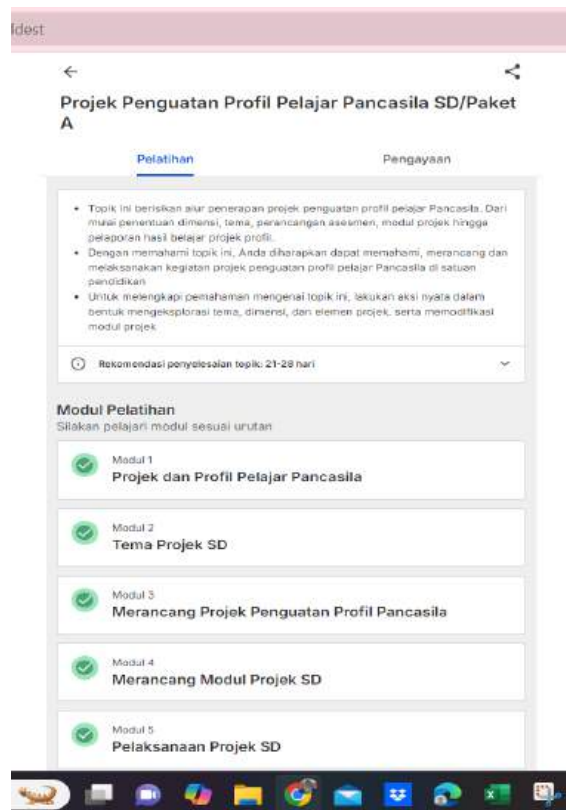 ldest
Projek Penguatan Profil Pelajar Pancasila SD/Paket
A
Pelatihan
Pengayaan
• Topik ini berisikan alur penerapan projek penguatan profil pelajar Pancasila. Dari
mulai penentuan dimensi, tema, perancangan asesmen, modul projek hingga
pelaporan hasil belajar projek profil.
• Dengan memahami topik ini, Anda diharapkan dapat memahami, merancang dan
melaksanakan kegiatan projek penguatan profil pelajar Pancasila di satuan
pendidikan
• Untuk melengkapi pemahaman mengenai topik ini, lakukan aksi nyata dalam
bentuk mengeksplorasi tema, dimensi, dan elemen projek, serta memodifikasi
modul projek
Rekomendasi penyelesaian topik: 21-28 hari
Modul Pelatihan
Silakan pelajari modul sesuai urutan
Modul 1
Projek dan Profil Pelajar Pancasila
Modul 2
Tema Projek SD
Modul 3
Merancang Projek Penguatan Profil Pancasila
Modul 4
Merancang Modul Projek SD
Modul 5
Pelaksanaan Projek SD